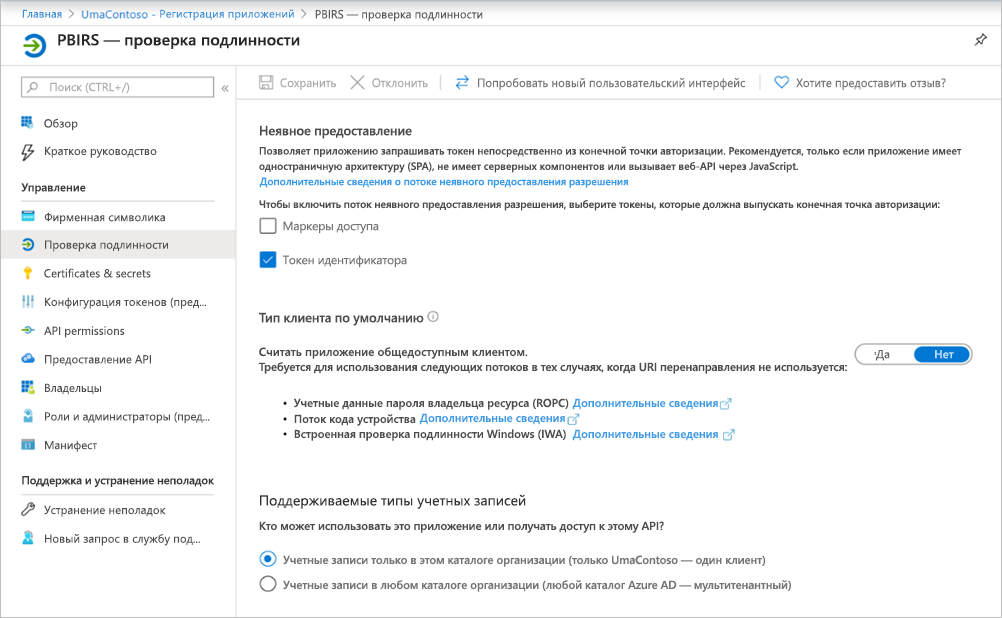 Главная > UmaContoso - Регистрация приложений > PBIRS — проверка подлинности
PBIRS — проверка подлинности
Поиск (CTRL+/)
«
Обзор
Краткое руководство
Управление
Фирменная символика
Проверка подлинности
Certificates & secrets
Конфигурация токенов (пред...
API permissions
Предоставление API
Владельцы
Роли и администраторы (пред...
Манифест
Поддержка и устранение неполадок
Устранение неполадок
Новый запрос в службу под...
Сохранить
Отклонить
Попробовать новый пользовательский интерфейс
Хотите предоставить отзыв?
Неявное предоставление
Позволяет приложению запрашивать токен непосредственно из конечной точки авторизации. Рекомендуется, только если приложение имеет
одностраничную архитектуру (SPA), не имеет серверных компонентов или вызывает веб-API через JavaScript.
Дополнительные сведения о потоке неявного предоставления разрешения
Чтобы включить поток неявного предоставления разрешения, выберите токены, которые должна выпускать конечная точка авторизации:
Маркеры доступа
Токен идентификатора
Тип клиента по умолчанию
Считать приложение общедоступным клиентом.
Требуется для использования следующих потоков в тех случаях, когда URI перенаправления не используется:
Да
Нет
• Учетные данные пароля владельца ресурса (ROPC) Дополнительные сведения
• Поток кода устройства Дополнительные сведения
• Встроенная проверка подлинности Windows (IWA) Дополнительные сведения
Поддерживаемые типы учетных записей
Кто может использовать это приложение или получать доступ к этому API?
Учетные записи только в этом каталоге организации (только UmaContoso — один клиент)
Учетные записи в любом каталоге организации (любой каталог Azure AD — мультитенантный)